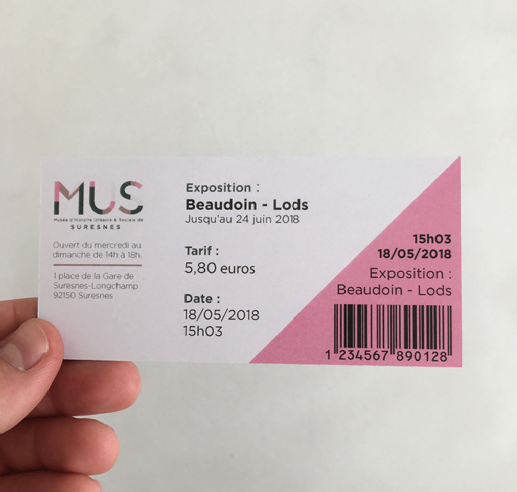 MUS
Musée d'Histoire Urbaine & Sociale de
SURESNES
Ouvert du mercredi au
dimanche de 14h à 18h.
1 place de la Gare de
Suresnes-Longchamp
92150 Suresnes
Exposition :
Beaudoin - Lods
Jusqu'au 24 juin 2018
Tarif :
5,80 euros
Date :
18/05/2018
15h03
15h03
18/05/2018
Exposition :
Beaudoin - Lods
1 234567 890128